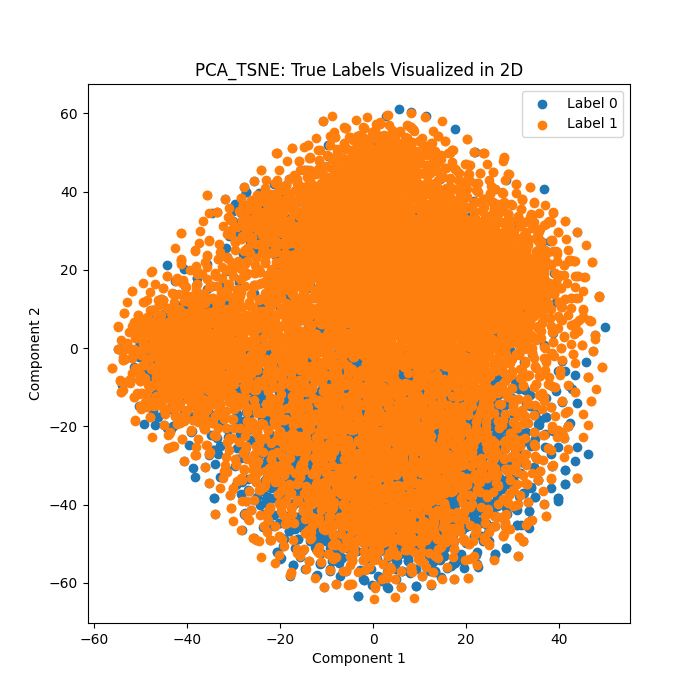 PCA_TSNE: True Labels Visualized in 2D
Label 0
Label 1
60
40
20
0
−20
−40
−60
Component 2
−60
−40
−20
0
20
40
Component 1